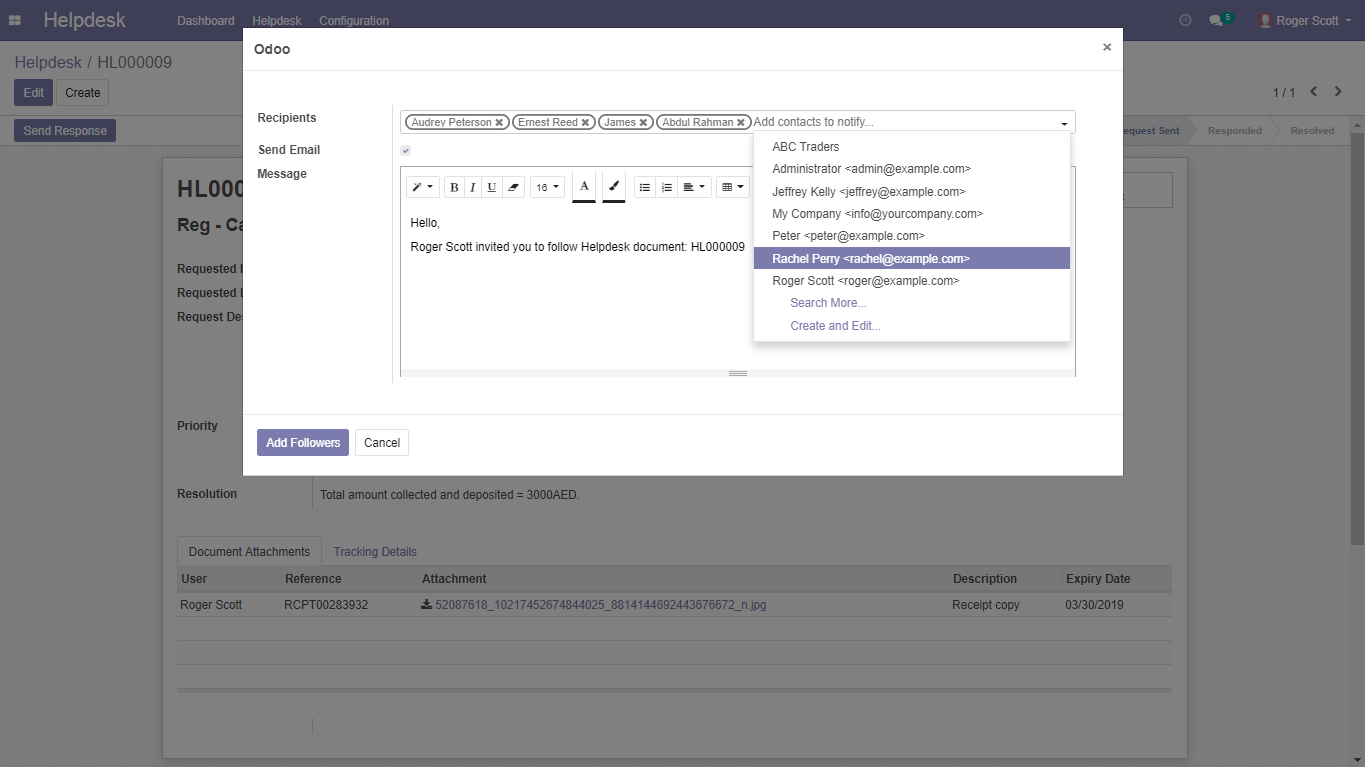 Helpdesk Dashboard Helpdesk Configuration 5 Roger Scott
Odoo ×
Helpdesk / HL000009
Edit Create 1 / 1
Recipients Audrey Peterson × Ernest Reed × James × Abdul Rahman × Add contacts to notify...
Send Response equest Sent Responded Resolved
ABC Traders
Send Email
Administrator <admin@example.com>
Message
Jeffrey Kelly <jeffrey@example.com>
B I U 16 A
HL000
My Company <info@yourcompany.com>
Hello,
Reg - Ca
Peter <peter@example.com>
Roger Scott invited you to follow Helpdesk document: HL000009
Rachel Perry <rachel@example.com>
Requested
Roger Scott <roger@example.com>
Requested
Search More...
Request De
Create and Edit...
Priority
Add Followers Cancel
Resolution Total amount collected and deposited = 3000AED.
Document Attachments Tracking Details
User Reference Attachment Description Expiry Date
Roger Scott RCPT00283932 52087618_10217452674844025_8814144692443676672_n.jpg Receipt copy 03/30/2019